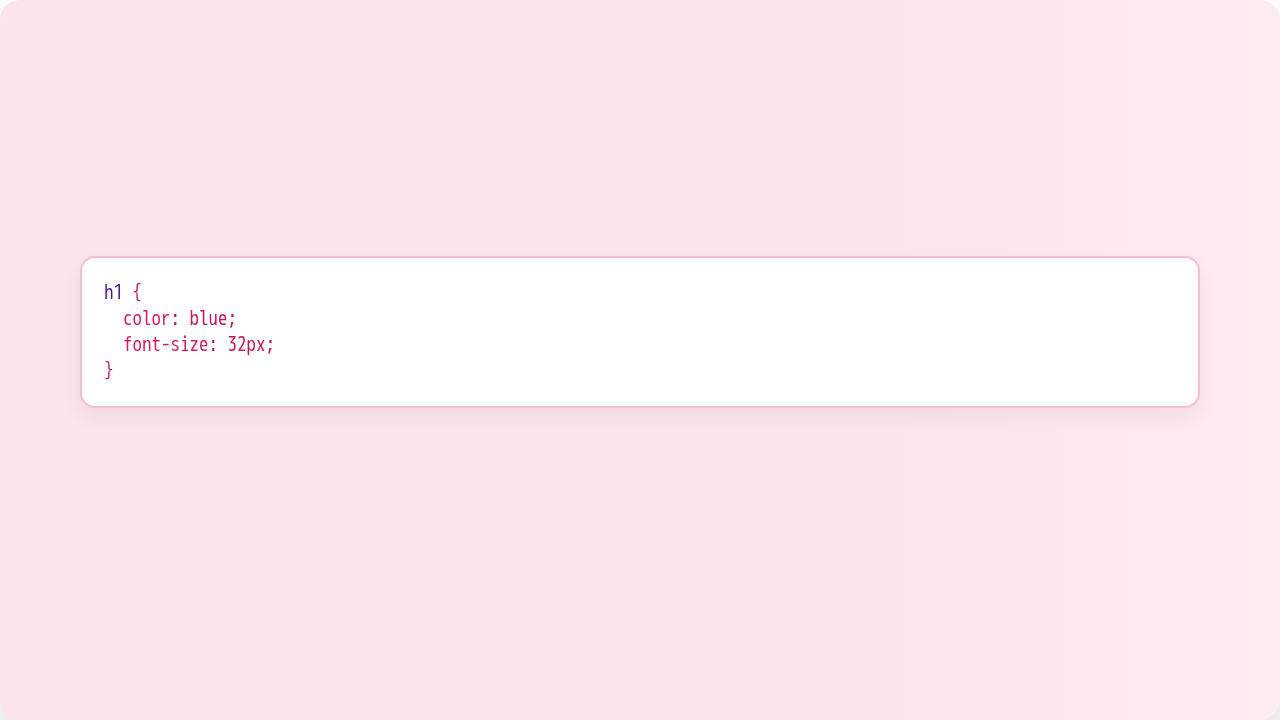 h1 {
  color: blue;
  font-size: 32px;
}